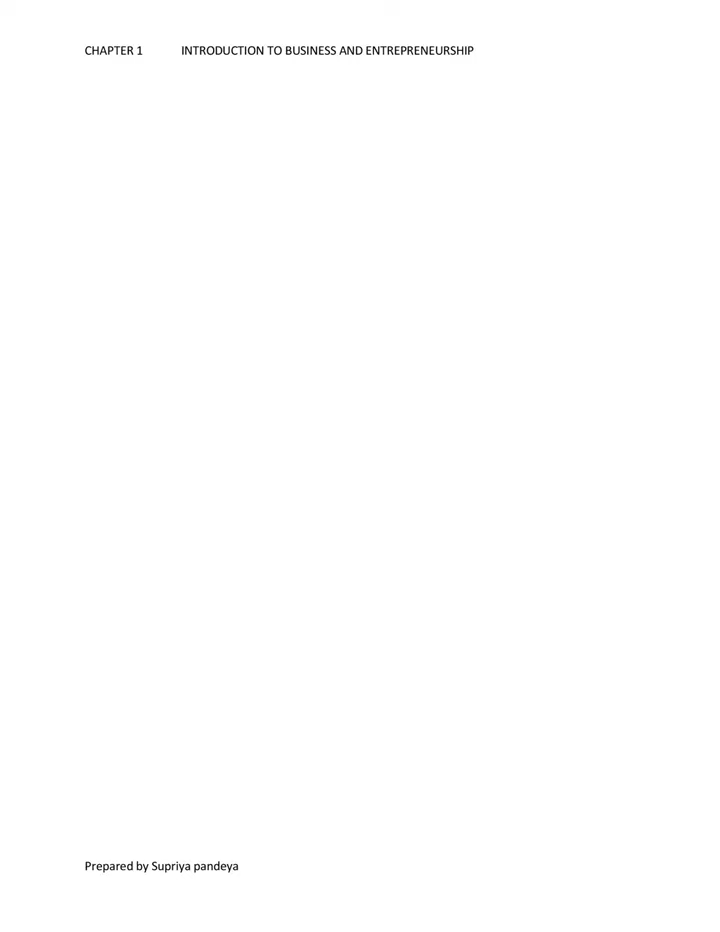 CHAPTER 1 INTRODUCTION TO BUSINESS AND ENTREPRENEURSHIP
Prepared by Supriya pandeya